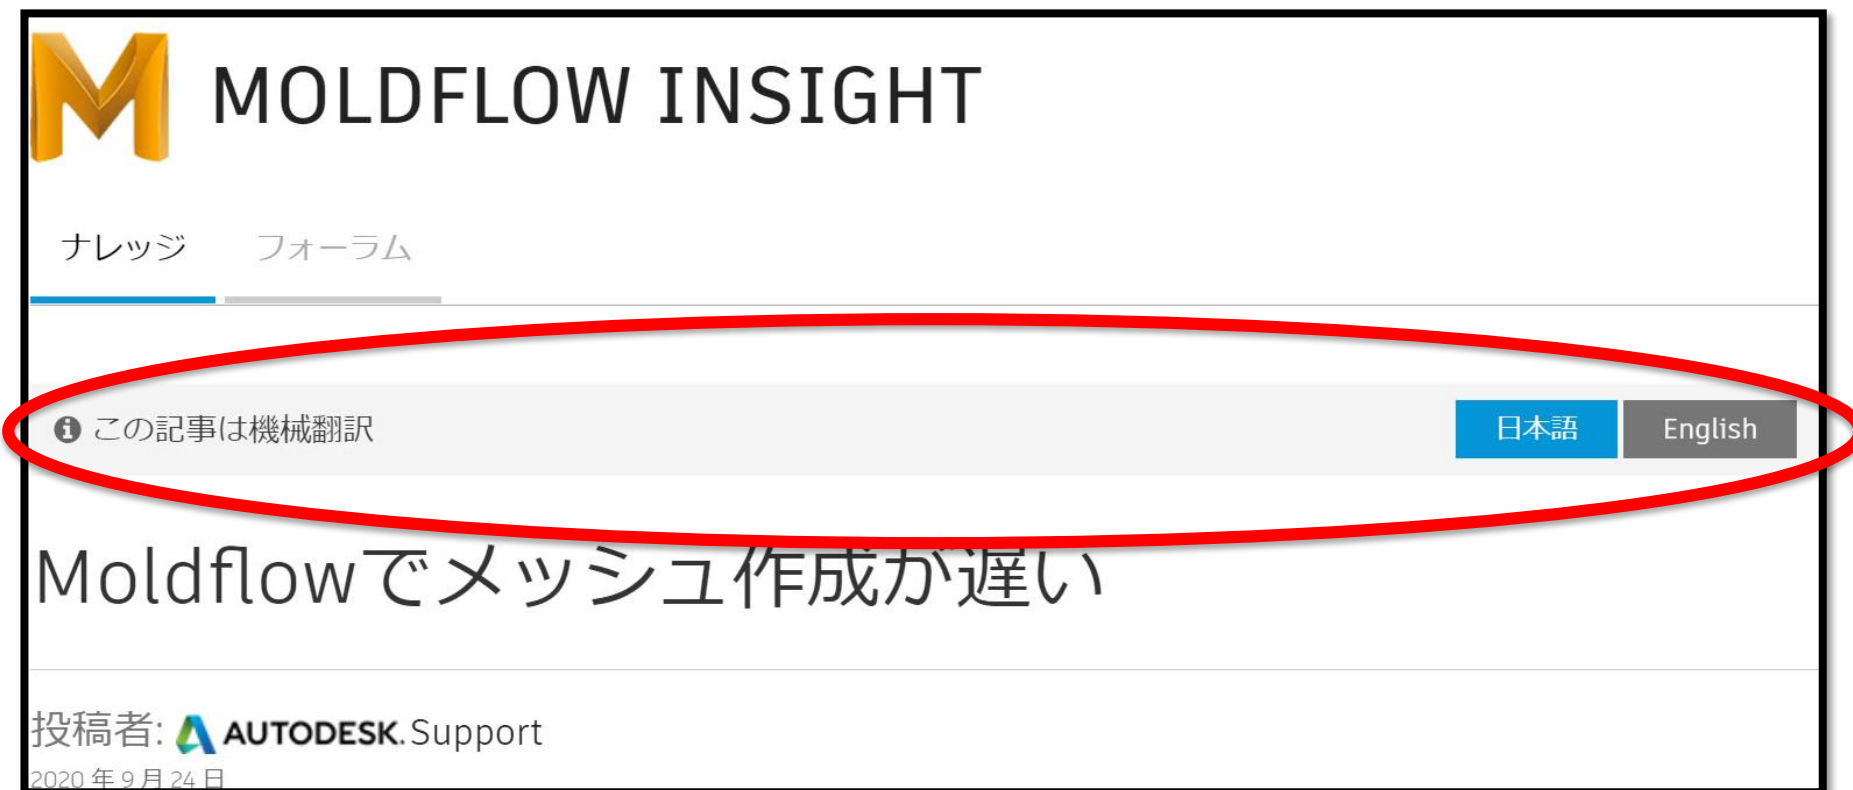 MOLDFLOW INSIGHT
ナレッジ フォーラム
この記事は機械翻訳 日本語 English
Moldflowでメッシュ作成が遅い
投稿者: AUTODESK. Support
2020 年 9 月 24 日